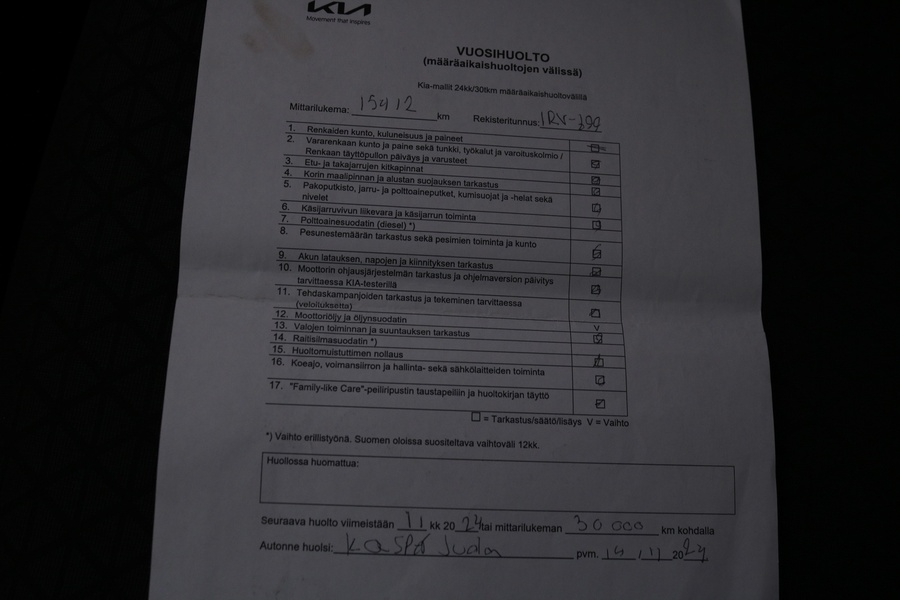 KIA
Movement that inspires
VUOSIHUOLTO
(määräaikaishuoltojen välissä)
Kia-mallit 24kk/30tkm määräaikaishuoltovälillä
Mittarilukema: 15412 km Rekisteritunnus:
1. Renkaiden kunto, kuluneisuus ja paineet
2. Vararenkaan kunto ja paine sekä tunkki, työkalut ja varoituskolmio /
Renkaan täyttöpullon päiväys ja varusteet
3. Etu- ja takajarrujen kitkapinnat
4. Korin maalipinnan ja alustan suojauksen tarkastus
5. Pakoputkisto, jarru- ja polttoaineputket, kumisuojat ja -helat sekä
nivelet
6. Käsijarruvivun liikevara ja käsijarrun toiminta
7. Polttoainesuodatin (diesel) *)
8. Pesunestemäärän tarkastus sekä pesimien toiminta ja kunto
9. Akun latauksen, napojen ja kiinnityksen tarkastus
10. Moottorin ohjausjärjestelmän tarkastus ja ohjelmaversion päivitys
tarvittaessa KIA-testerillä
11. Tehdaskampanjoiden tarkastus ja tekeminen tarvittaessa
(veloituksetta)
12. Moottoriöljy ja öljynsuodatin V
13. Valojen toiminnan ja suuntauksen tarkastus
14. Raitisilmasuodatin *)
15. Huoltomuistuttimen nollaus
16. Koeajo, voimansiirron ja hallinta- sekä sähkölaitteiden toiminta
17. "Family-like Care"-peiliripustin taustapeiliin ja huoltokirjan täyttö
= Tarkastus/säätö/lisäys V = Vaihto
*) Vaihto erillistyönä. Suomen oloissa suositeltava vaihtoväli 12kk.
Huollossa huomattua:
Seuraava huolto viimeistään 11 kk 2024 tai mittarilukeman 30 000 km kohdalla
Autonne huolsi: pvm. / 11 20